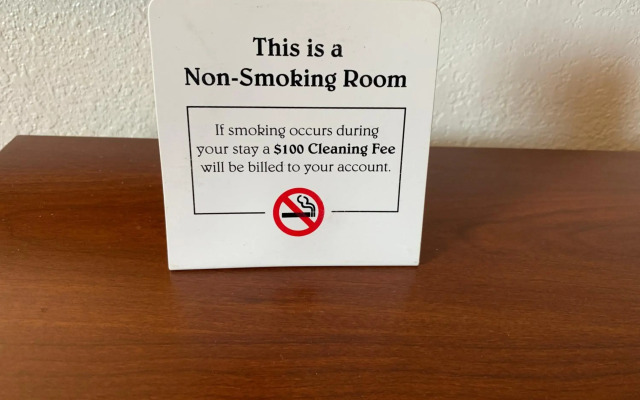 This is a
Non-Smoking Room
If smoking occurs during
your stay a $100 Cleaning Fee
will be billed to your account.